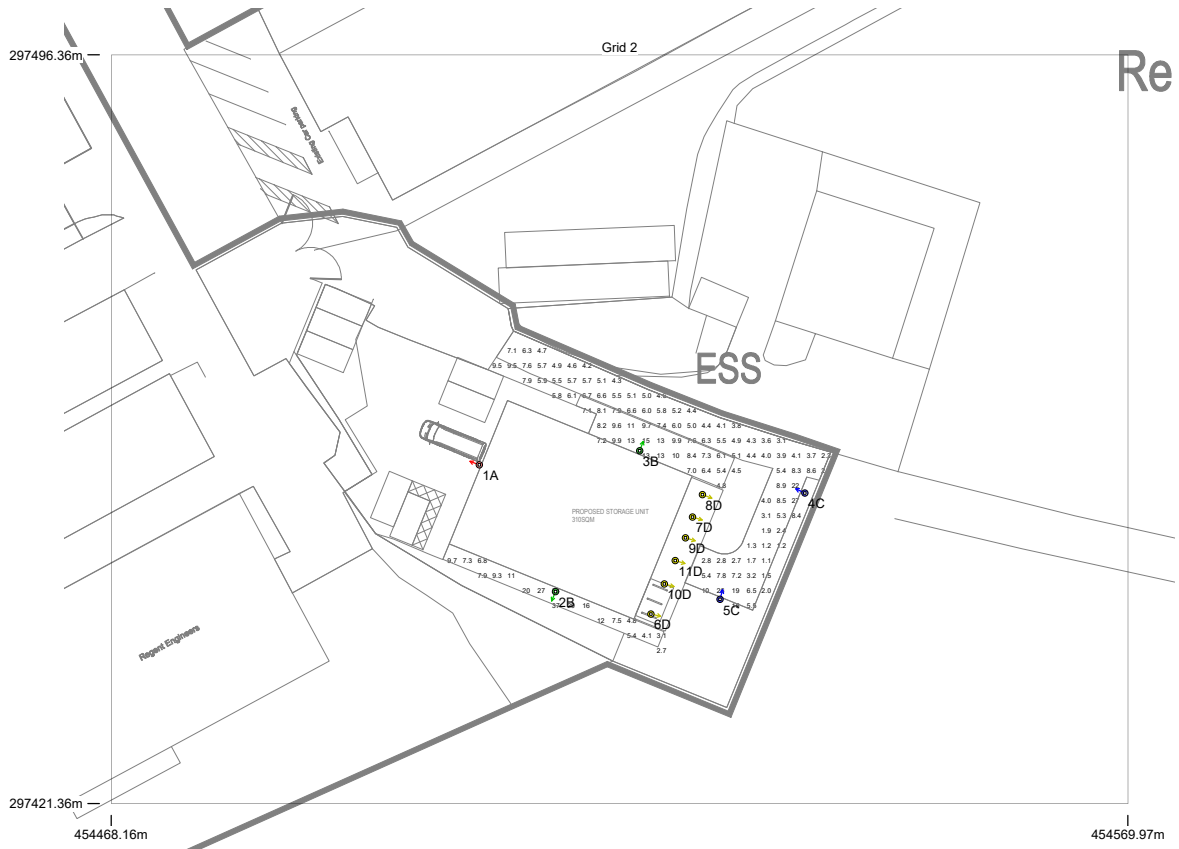 297496.36m
Grid 2
Re
Existing Car parking
ESS
7.1 6.3 4.7
9.5 9.5 7.6 5.7 4.9 4.6 4.2
7.9 5.9 5.5 5.7 5.7 5.1 4.3
5.8 6.1 6.7 6.6 5.5 5.1 5.0
7.1 8.1 7.2 6.6 6.0 5.8 5.2 4.4
8.2 9.6 11 9.7 7.4 6.0 5.0 4.4 4.1 3.6
7.2 9.9 13 15 13 9.9 6.3 5.5 4.9 4.3 3.6 3.1
13 10 8.4 7.3 6.1 5.1 4.4 4.0 3.9 4.1 3.7
3B
1A
7.0 6.4 5.4 4.5 5.4 8.3 8.6
4.8 8.9 22
8D
4.0 8.5 27
4C
PROPOSED STORAGE UNIT
310SQM
7D
3.1 5.3 8.4
1.9 2.4
9D
1.3 1.2 1.2
9.7 7.3 6.8
2.8 2.8 2.7 1.7 1.1
11D
7.9 9.3 11
5.4 7.8 7.2 3.2 1.5
10D
20 27
19 6.5 2.0
2B
16
5.5
5C
12 7.5 4.8
6D
5.4 4.1 3.1
2.7
Regent Engineers
297421.36m
454468.16m
454569.97m